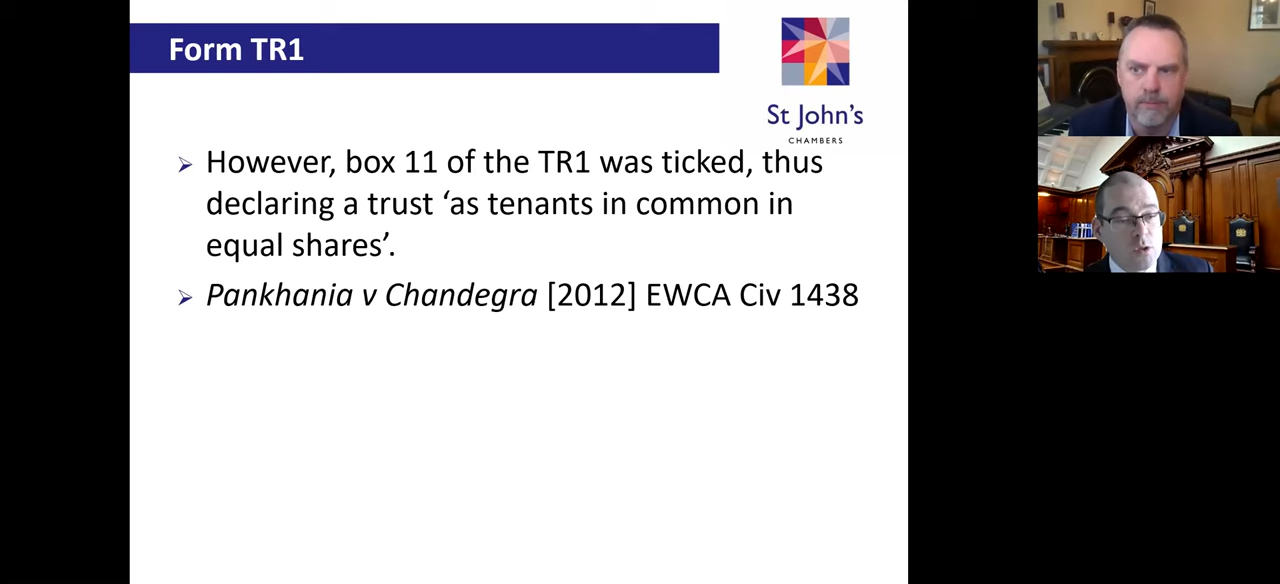 Form TR1
St John's
CHAMBERS
➢ However, box 11 of the TR1 was ticked, thus
declaring a trust ‘as tenants in common in
equal shares’.
➢ Pankhania v Chandegra [2012] EWCA Civ 1438